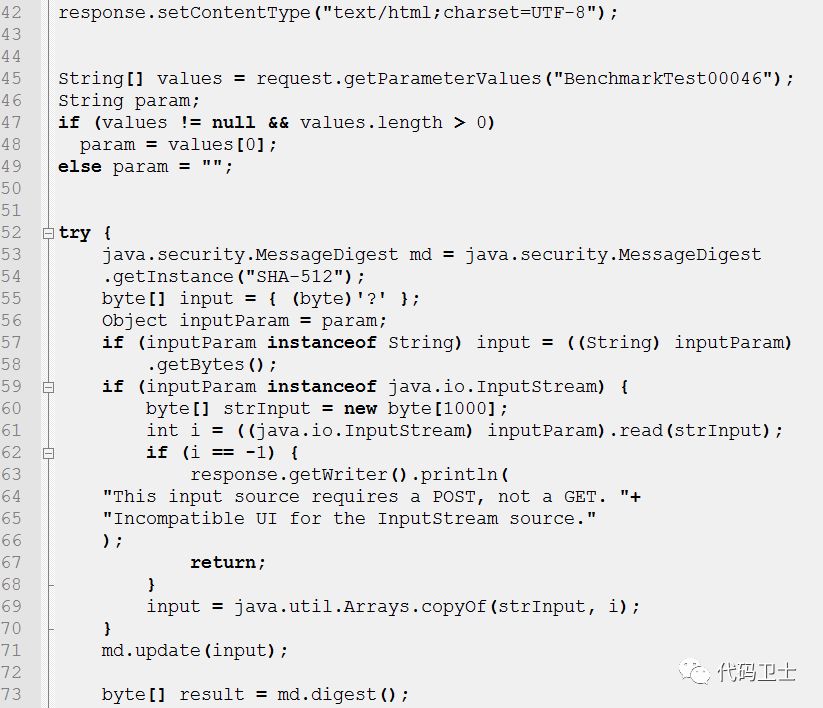 42 response.setContentType("text/html;charset=UTF-8");
43
44
45 String[] values = request.getParameterValues("BenchmarkTest00046");
46 String param;
47 if (values != null && values.length > 0)
48   param = values[0];
49 else param = "";
50
51
52 try {
53     java.security.MessageDigest md = java.security.MessageDigest
54     .getInstance("SHA-512");
55     byte[] input = { (byte)'?' };
56     Object inputParam = param;
57     if (inputParam instanceof String) input = ((String) inputParam)
58         .getBytes();
59     if (inputParam instanceof java.io.InputStream) {
60         byte[] strInput = new byte[1000];
61         int i = ((java.io.InputStream) inputParam).read(strInput);
62         if (i == -1) {
63             response.getWriter().println(
64     "This input source requires a POST, not a GET. "+
65     "Incompatible UI for the InputStream source."
66     );
67             return;
68         }
69         input = java.util.Arrays.copyOf(strInput, i);
70     }
71     md.update(input);
72
73     byte[] result = md.digest();
代码卫士